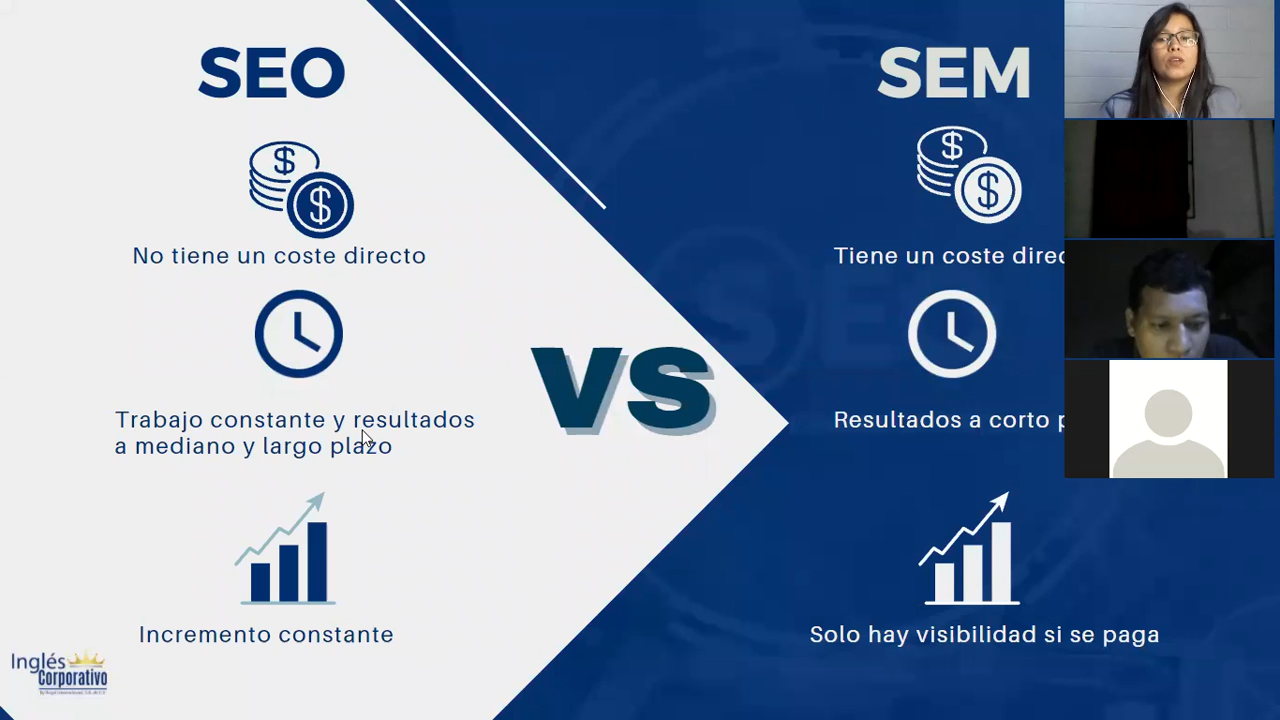 SEO
No tiene un coste directo
Trabajo constante y resultados
a mediano y largo plazo
Incremento constante
VS
SEM
Tiene un coste
Resultados a corto
Solo hay visibilidad si se paga
Inglés
Corporativo